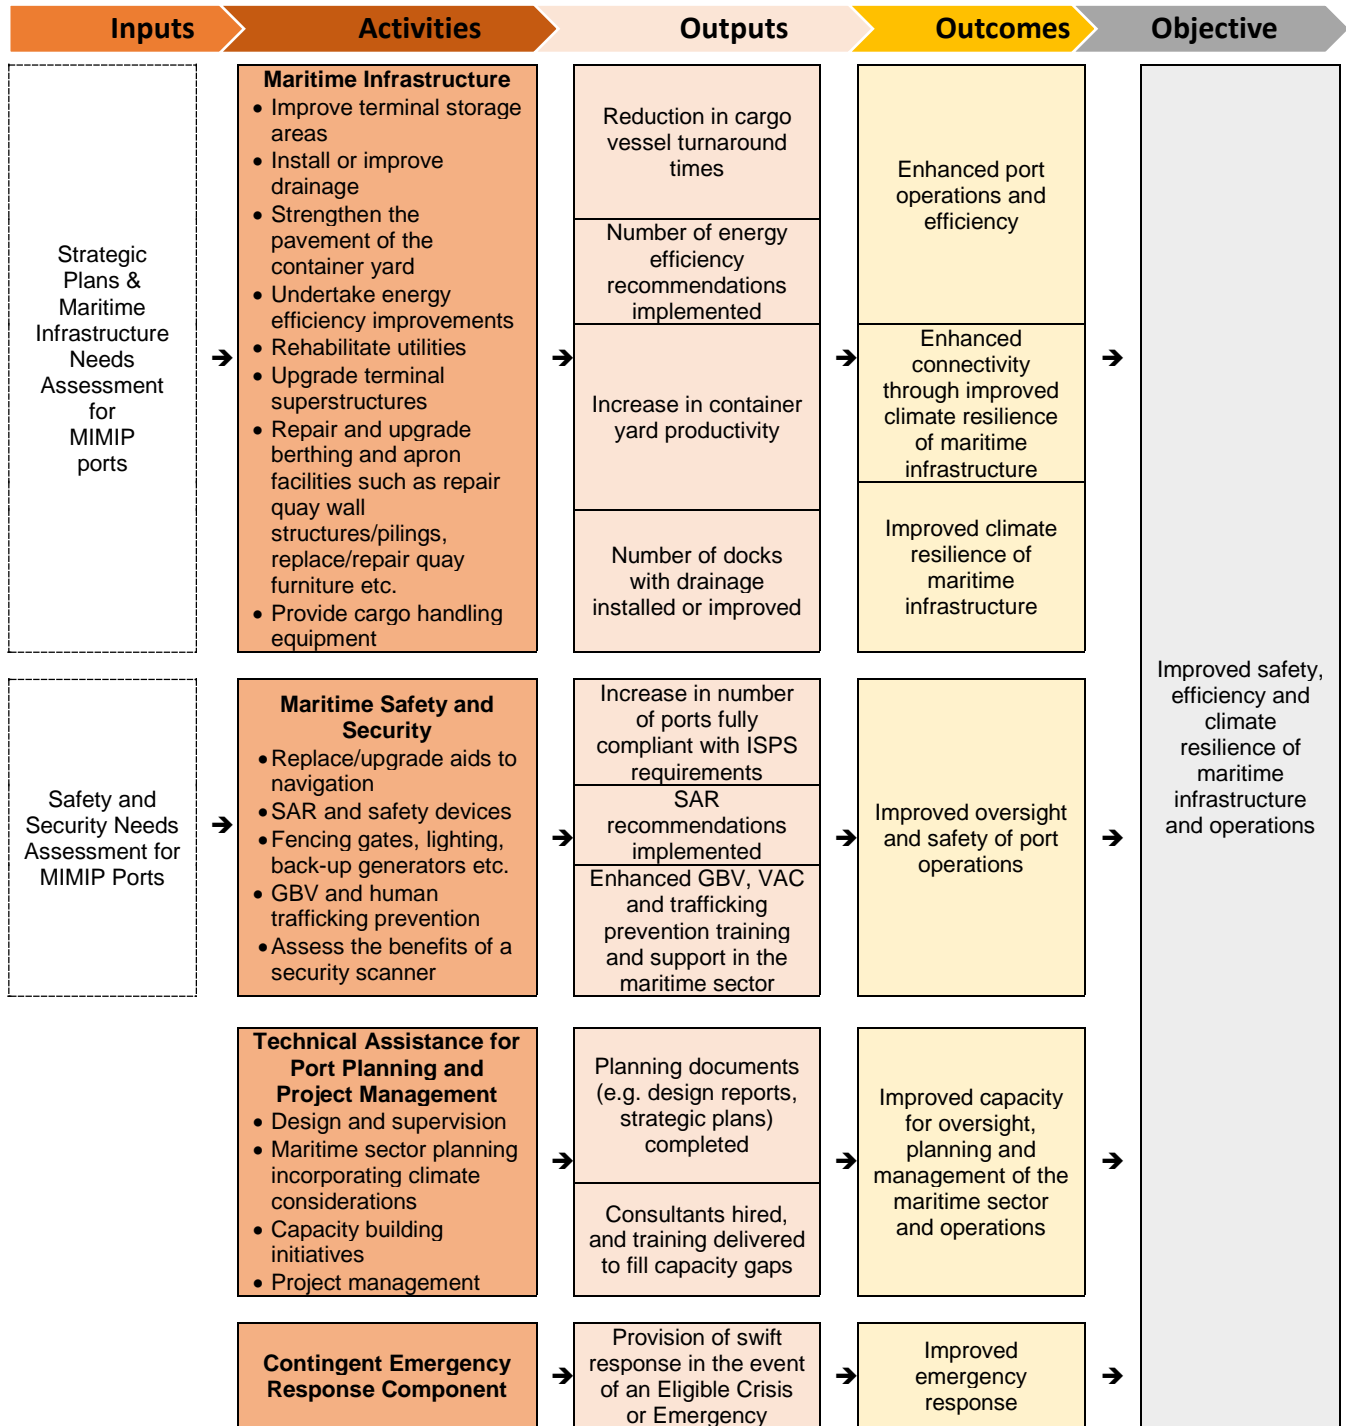 Inputs
Activities
Outputs
Outcomes
Objective
Strategic
Plans &
Maritime
Infrastructure
Needs
Assessment
for
MIMIP
ports
➔
Maritime Infrastructure
• Improve terminal storage
areas
• Install or improve
drainage
• Strengthen the
pavement of the
container yard
• Undertake energy
efficiency improvements
• Rehabilitate utilities
• Upgrade terminal
superstructures
• Repair and upgrade
berthing and apron
facilities such as repair
quay wall
structures/pilings,
replace/repair quay
furniture etc.
• Provide cargo handling
equipment
➔
Reduction in cargo
vessel turnaround
times
Number of energy
efficiency
recommendations
implemented
Increase in container
yard productivity
Number of docks
with drainage
installed or improved
➔
Enhanced port
operations and
efficiency
Enhanced
connectivity
through improved
climate resilience
of maritime
infrastructure
Improved climate
resilience of
maritime
infrastructure
➔
Safety and
Security Needs
Assessment for
MIMIP Ports
➔
Maritime Safety and
Security
• Replace/upgrade aids to
navigation
• SAR and safety devices
• Fencing gates, lighting,
back-up generators etc.
• GBV and human
trafficking prevention
• Assess the benefits of a
security scanner
➔
Increase in number
of ports fully
compliant with ISPS
requirements
SAR
recommendations
implemented
Enhanced GBV, VAC
and trafficking
prevention training
and support in the
maritime sector
➔
Improved oversight
and safety of port
operations
➔
Technical Assistance for
Port Planning and
Project Management
• Design and supervision
• Maritime sector planning
incorporating climate
considerations
• Capacity building
initiatives
• Project management
➔
Planning documents
(e.g. design reports,
strategic plans)
completed
Consultants hired,
and training delivered
to fill capacity gaps
➔
Improved capacity
for oversight,
planning and
management of the
maritime sector
and operations
➔
Contingent Emergency
Response Component
➔
Provision of swift
response in the event
of an Eligible Crisis
or Emergency
➔
Improved
emergency
response
➔
Improved safety,
efficiency and
climate
resilience of
maritime
infrastructure
and operations